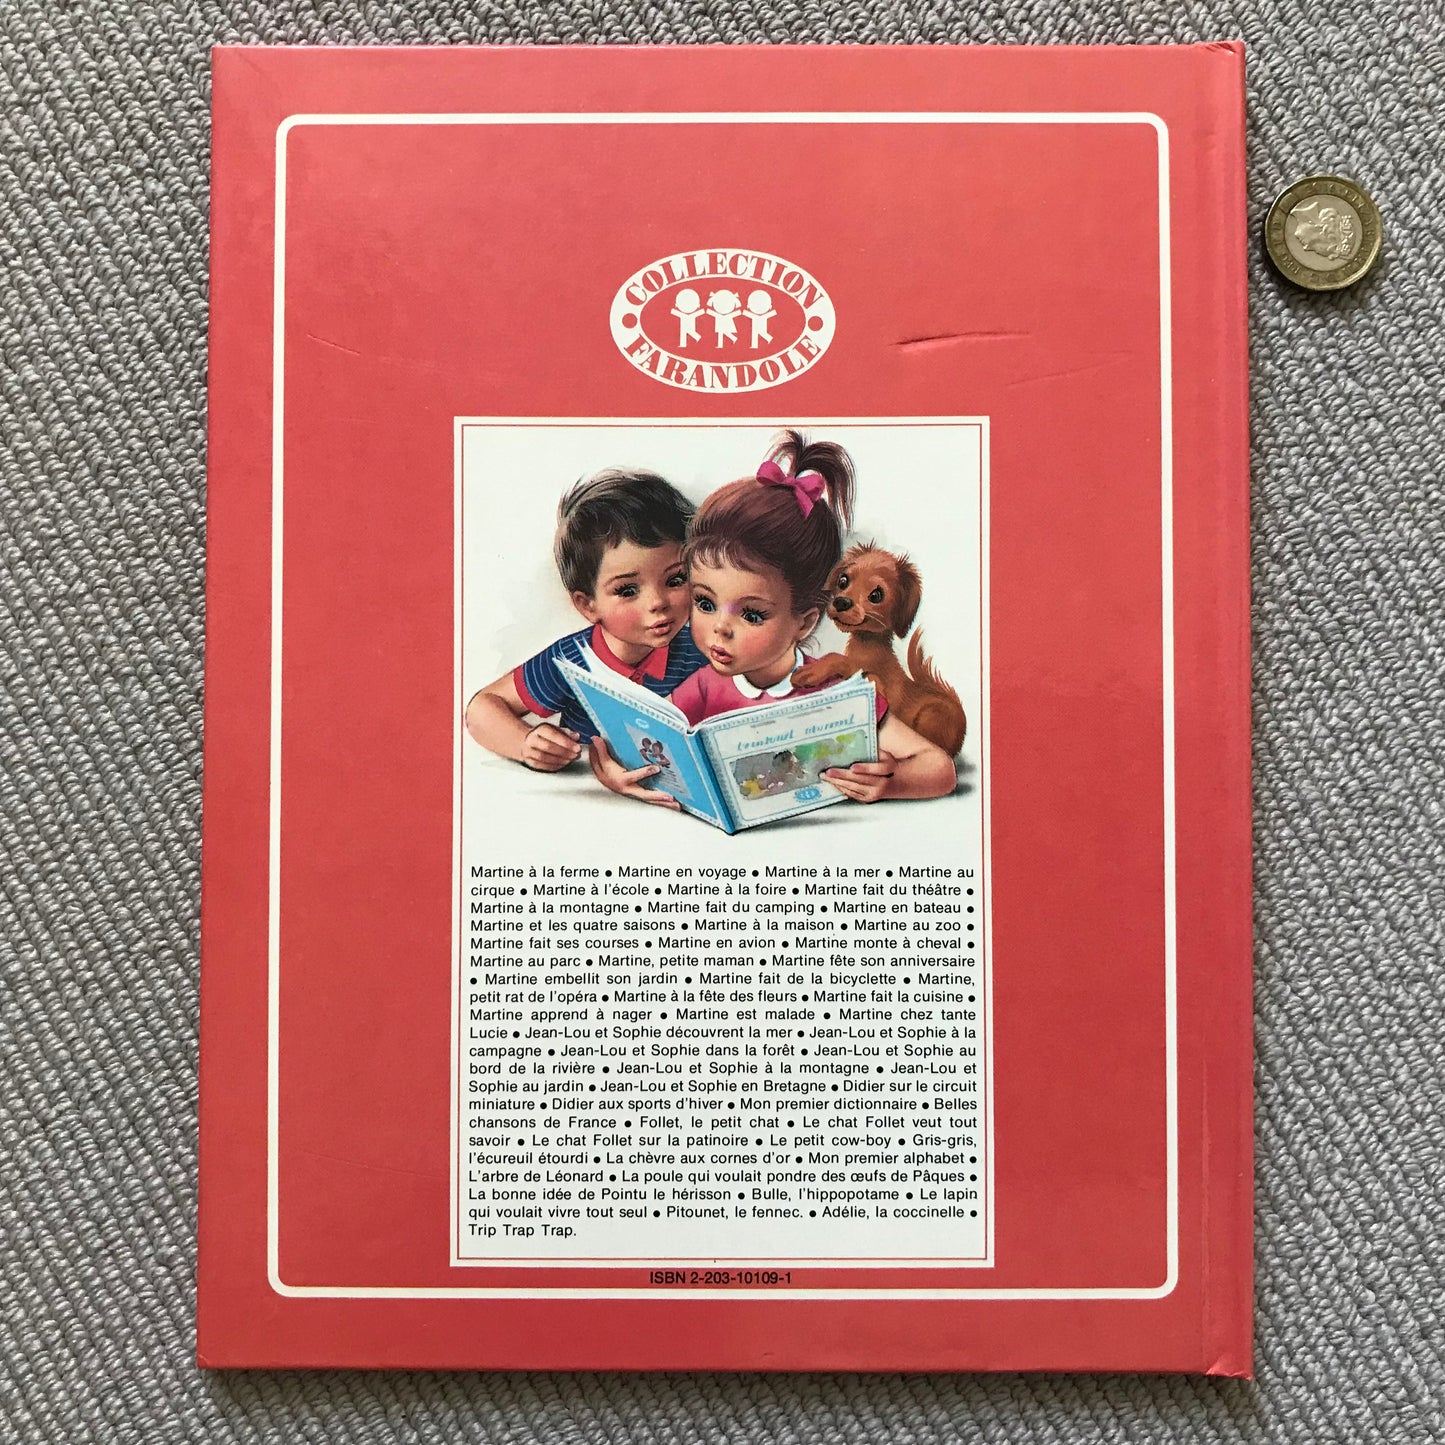 COLLECTION
FARANDOLE
Martine à la ferme ● Martine en voyage ● Martine à la mer ● Martine au
cirque ● Martine à l'école ● Martine à la foire ● Martine fait du théâtre ●
Martine à la montagne ● Martine fait du camping ● Martine en bateau ●
Martine et les quatre saisons ● Martine à la maison ● Martine au zoo ●
Martine fait ses courses ● Martine en avion ● Martine monte à cheval ●
Martine au parc ● Martine, petite maman ● Martine fête son anniversaire
● Martine embellit son jardin ● Martine fait de la bicyclette ● Martine,
petit rat de l'opéra ● Martine à la fête des fleurs ● Martine fait la cuisine ●
Martine apprend à nager ● Martine est malade ● Martine chez tante
Lucie ● Jean-Lou et Sophie découvrent la mer ● Jean-Lou et Sophie à la
campagne ● Jean-Lou et Sophie dans la forêt ● Jean-Lou et Sophie au
bord de la rivière ● Jean-Lou et Sophie à la montagne ● Jean-Lou et
Sophie au jardin ● Jean-Lou et Sophie en Bretagne ● Didier sur le circuit
miniature ● Didier aux sports d'hiver ● Mon premier dictionnaire ● Belles
chansons de France ● Follet, le petit chat ● Le chat Follet veut tout
savoir ● Le chat Follet sur la patinoire ● Le petit cow-boy ● Gris-gris,
l'écureuil étourdi ● La chèvre aux cornes d'or ● Mon premier alphabet ●
L'arbre de Léonard ● La poule qui voulait pondre des œufs de Pâques ●
La bonne idée de Pointu le hérisson ● Bulle, l'hippopotame ● Le lapin
qui voulait vivre tout seul ● Pitounet, le fennec. ● Adélie, la coccinelle ●
Trip Trap Trap.
ISBN 2-203-10109-1